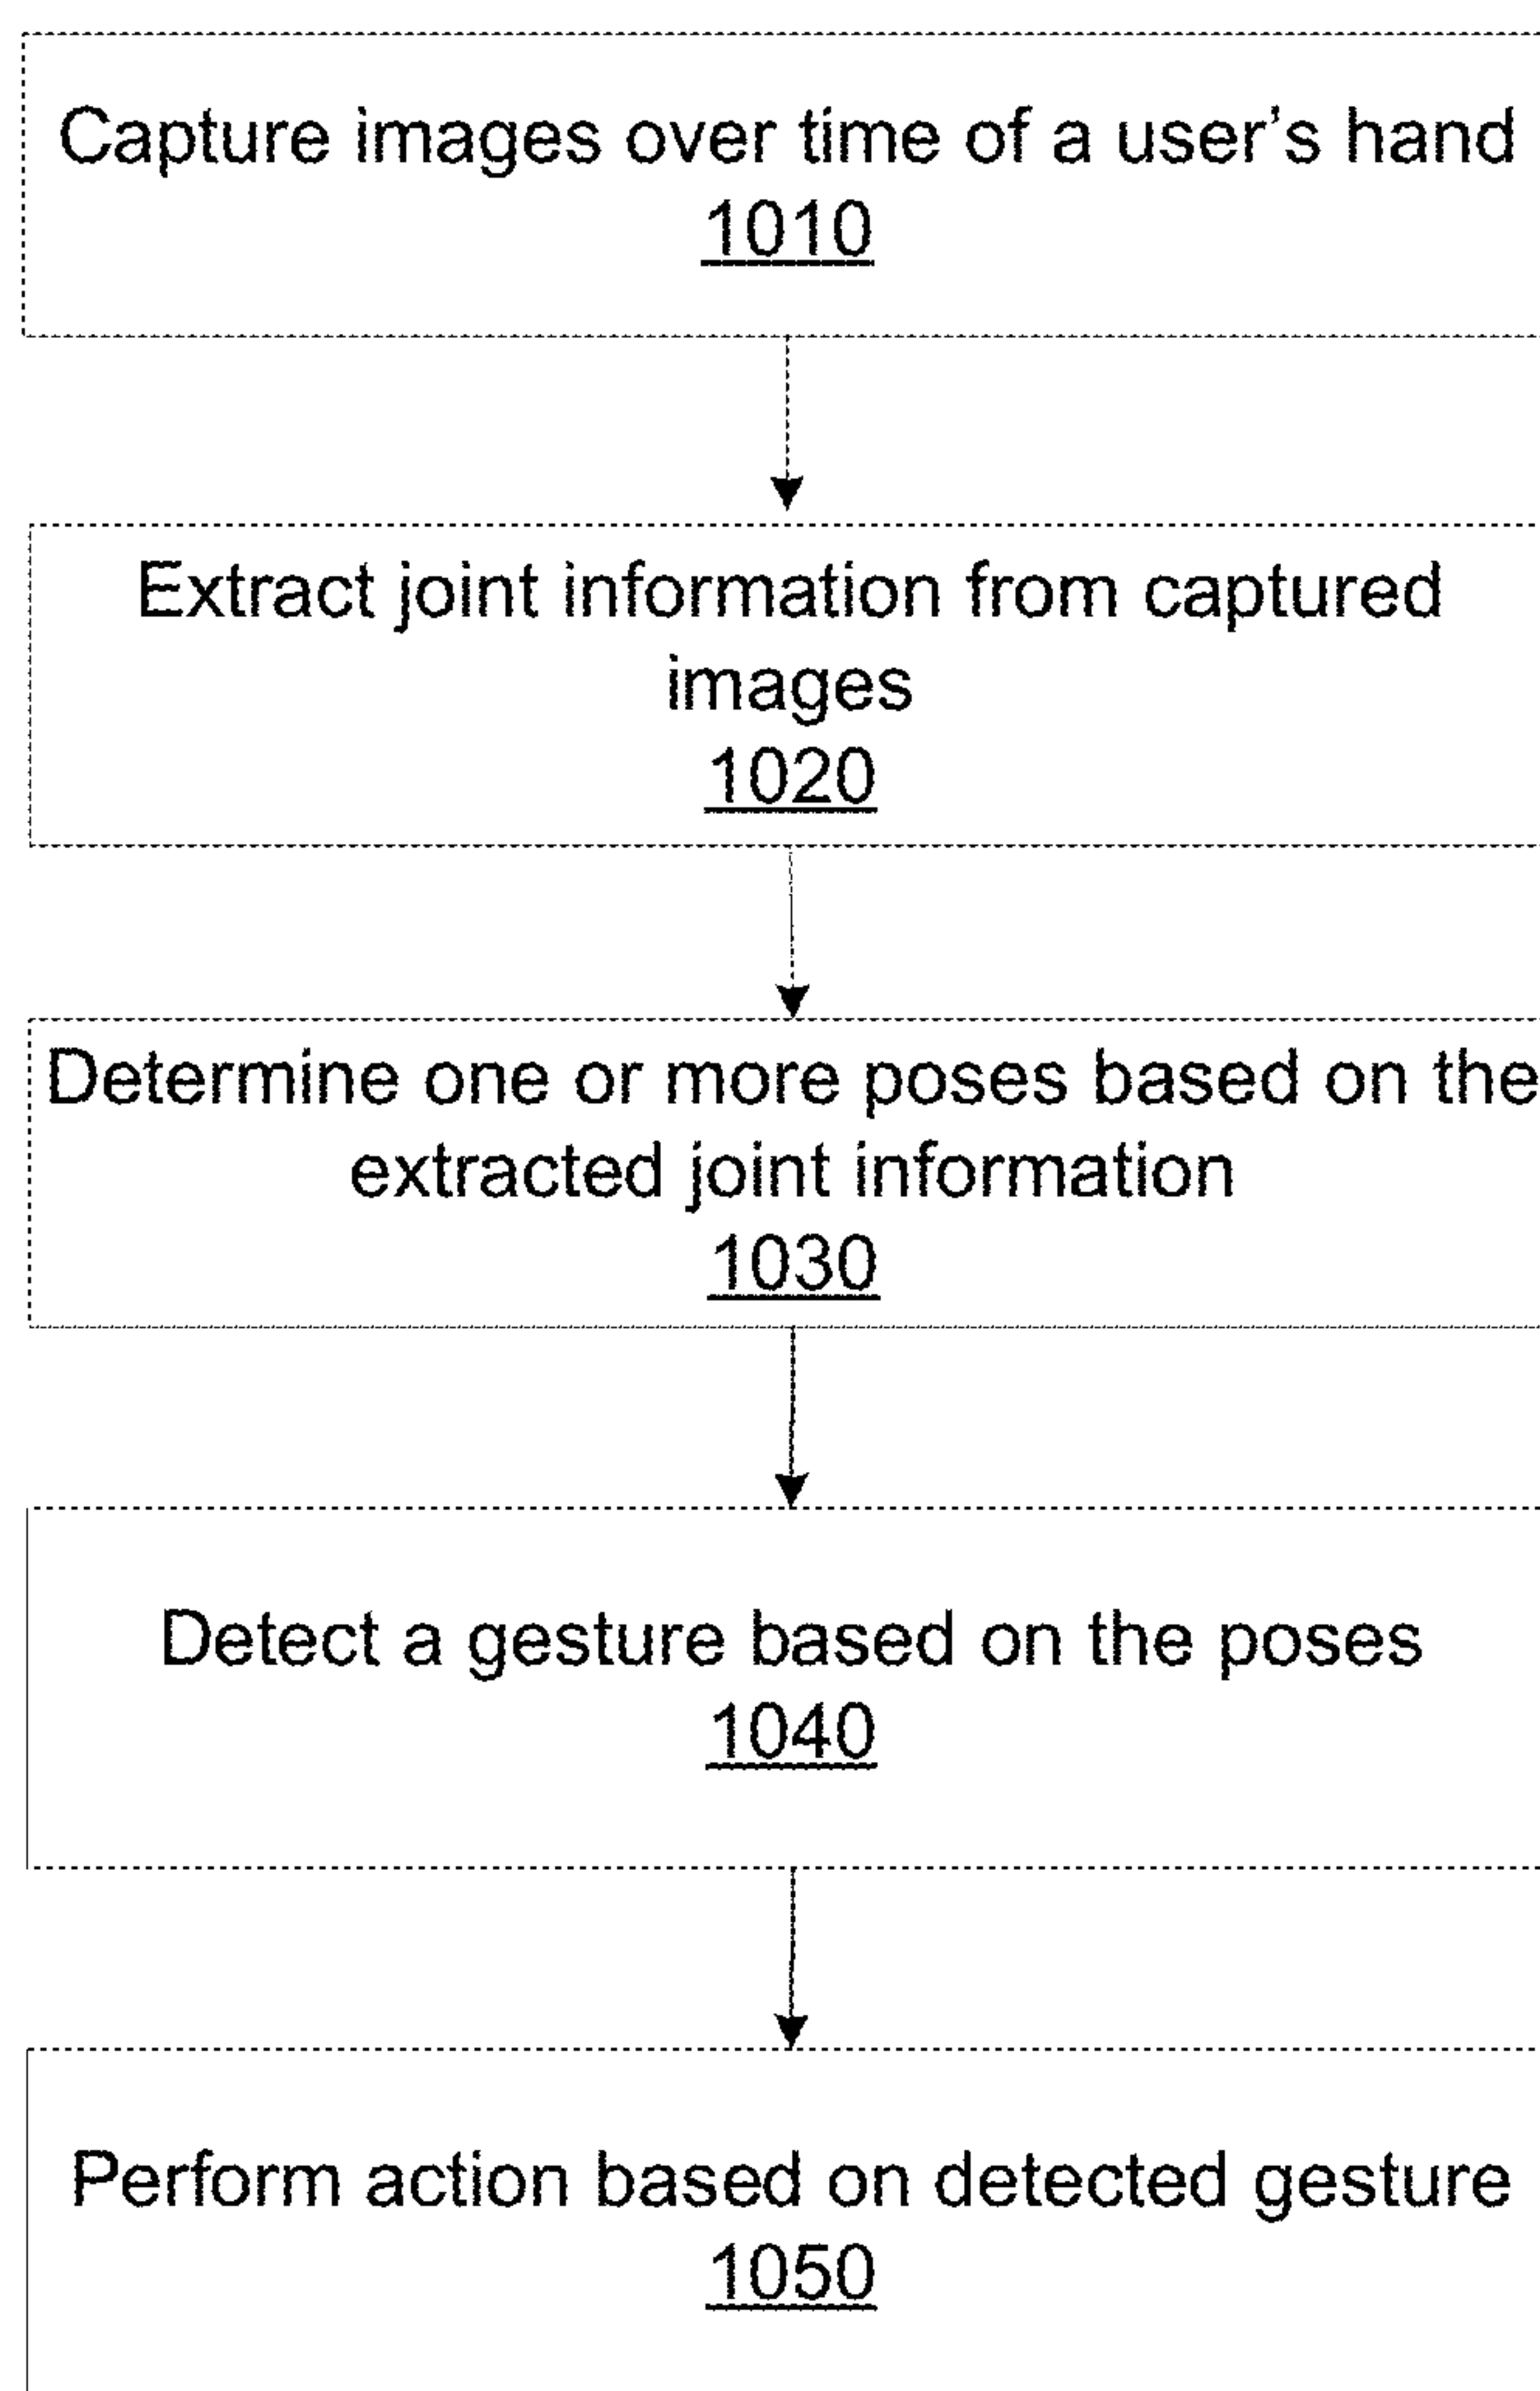 Capture images over time of a user’s hand
1010
Extract joint information from captured
images
1020
Determine one or more poses based on the
extracted joint information
1030
Detect a gesture based on the poses
1040
Perform action based on detected gesture
1050